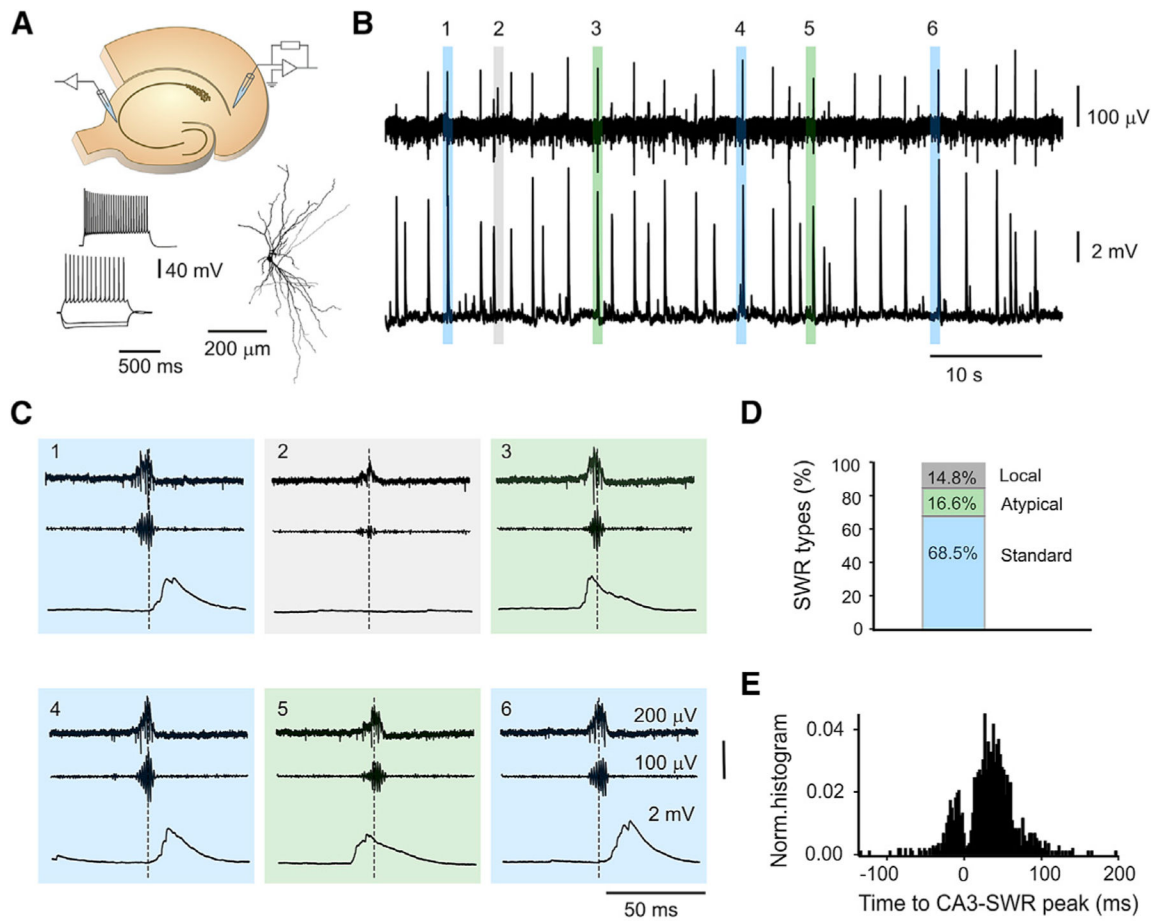 A
40 mV
200 μm
500 ms
B
1 2 3 4 5 6
100 μV
2 mV
10 s
C
1 2 3
4 5 6
200 μV
100 μV
2 mV
50 ms
D
SWR types (%)
100
80
60
40
20
0
14.8% Local
16.6% Atypical
68.5% Standard
E
Norm.histogram
0.04
0.02
0.00
-100 0 100 200
Time to CA3-SWR peak (ms)